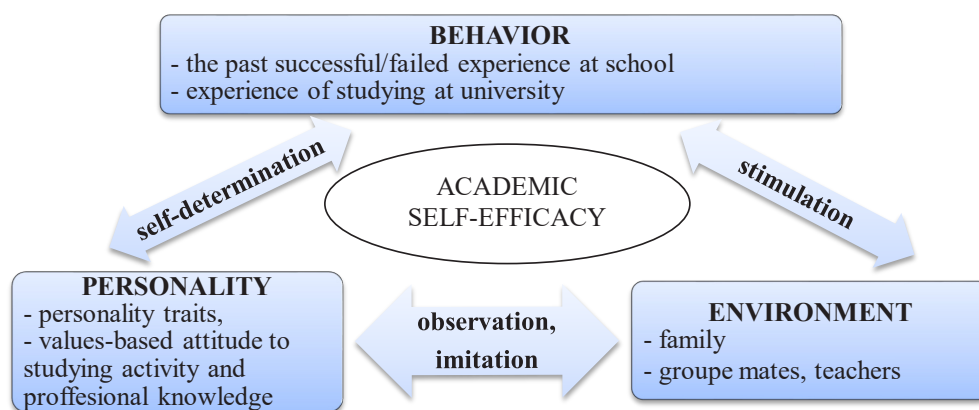 BEHAVIOR
- the past successful/failed experience at school
- experience of studying at university
self-determination
ACADEMIC
SELF-EFFICACY
stimulation
PERSONALITY
- personality traits,
- values-based attitude to
studying activity and
proffesional knowledge
observation,
imitation
ENVIRONMENT
- family
- groupe mates, teachers